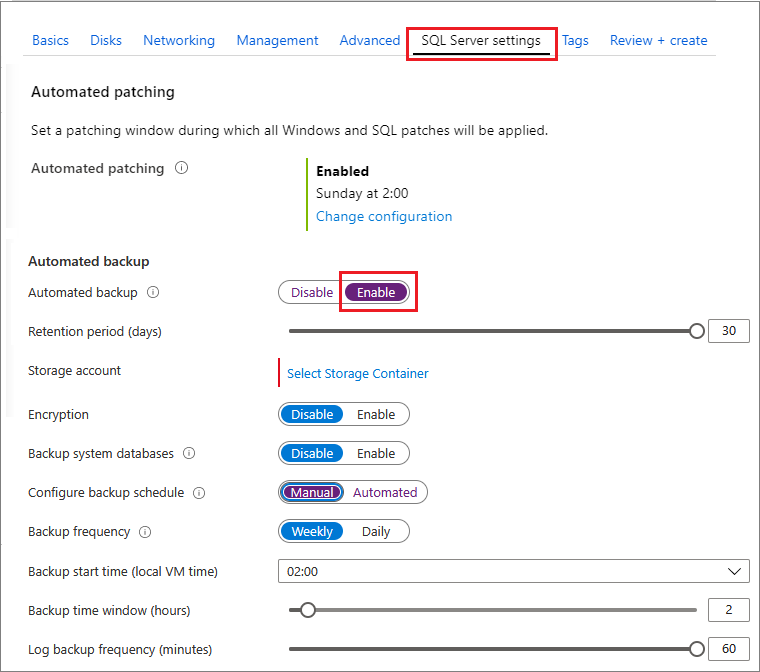 Basics Disks Networking Management Advanced SQL Server settings Tags Review + create
Automated patching
Set a patching window during which all Windows and SQL patches will be applied.
Automated patching
Enabled
Sunday at 2:00
Change configuration
Automated backup
Automated backup Disable Enable
Retention period (days) 30
Storage account Select Storage Container
Encryption Disable Enable
Backup system databases Disable Enable
Configure backup schedule Manual Automated
Backup frequency Weekly Daily
Backup start time (local VM time) 02:00
Backup time window (hours) 2
Log backup frequency (minutes) 60